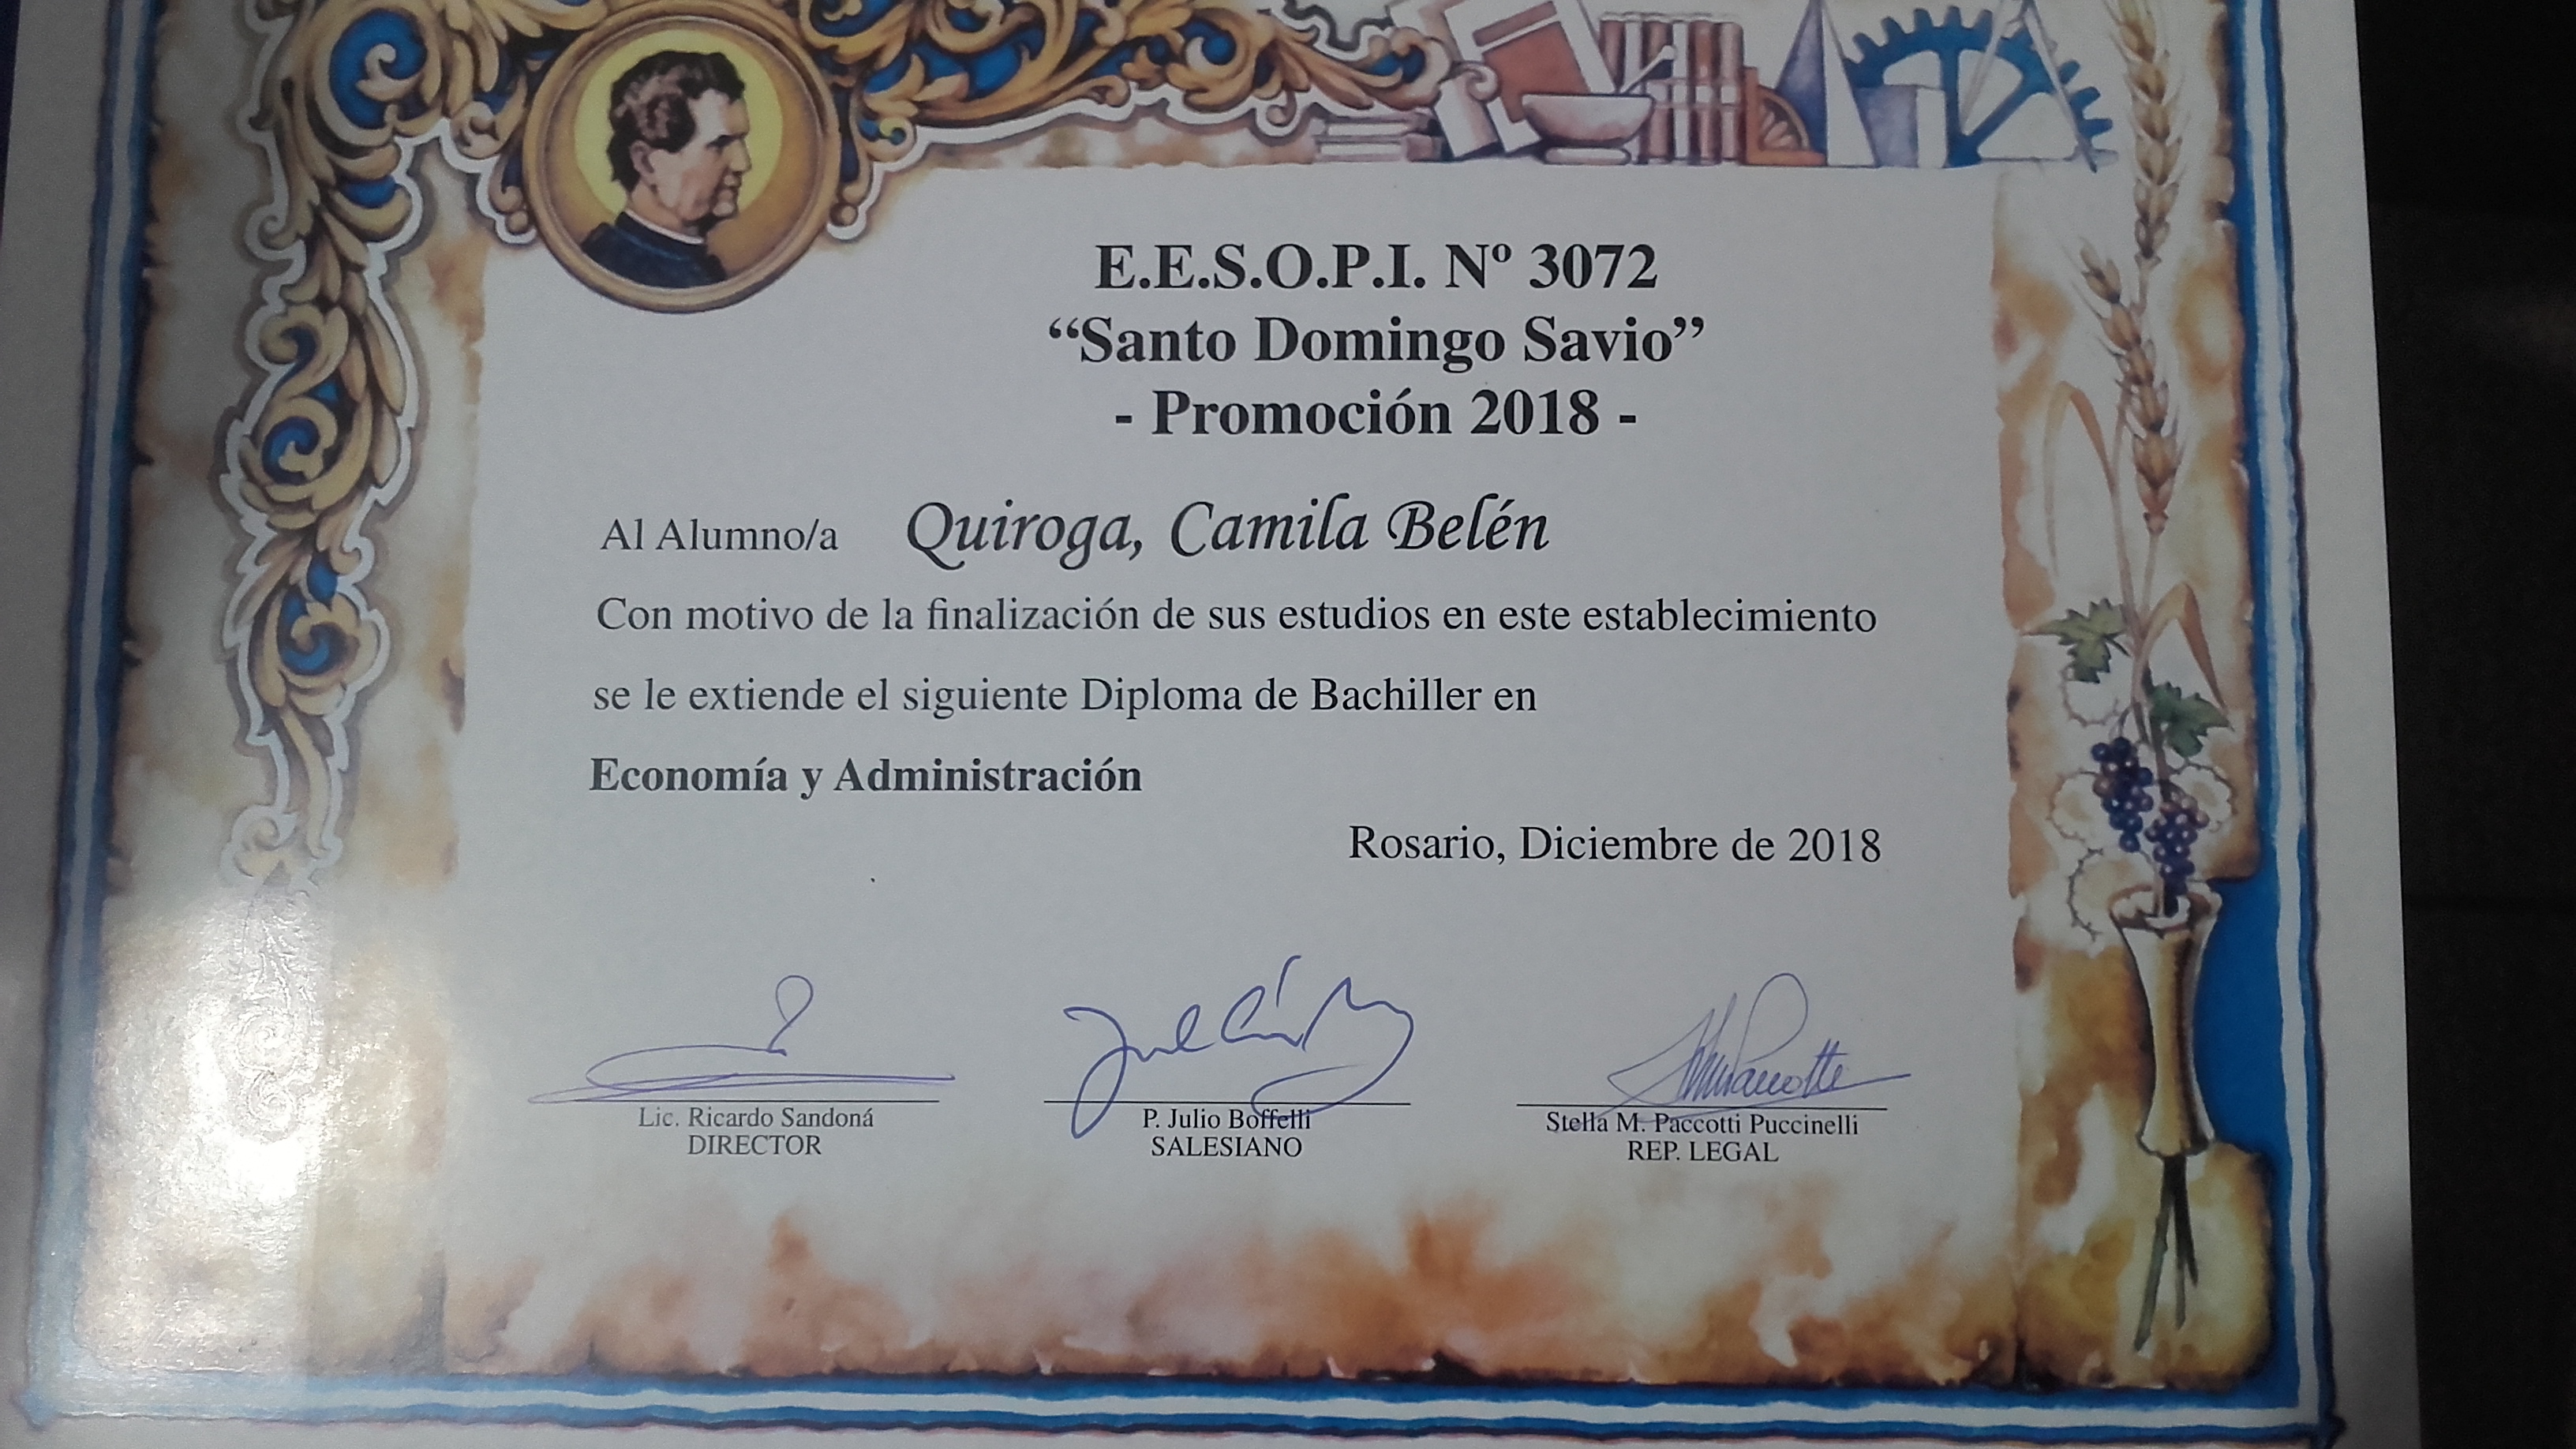 E.E.S.O.P.I. Nº 3072
“Santo Domingo Savio”
- Promoción 2018 -
Al Alumno/a Quiroga, Camila Belén
Con motivo de la finalización de sus estudios en este establecimiento
se le extiende el siguiente Diploma de Bachiller en
Economía y Administración
Rosario, Diciembre de 2018
Lic. Ricardo Sandoná
DIRECTOR
P. Julio Boffelli
SALESIANO
Stella M. Paccotti Puccinelli
REP. LEGAL